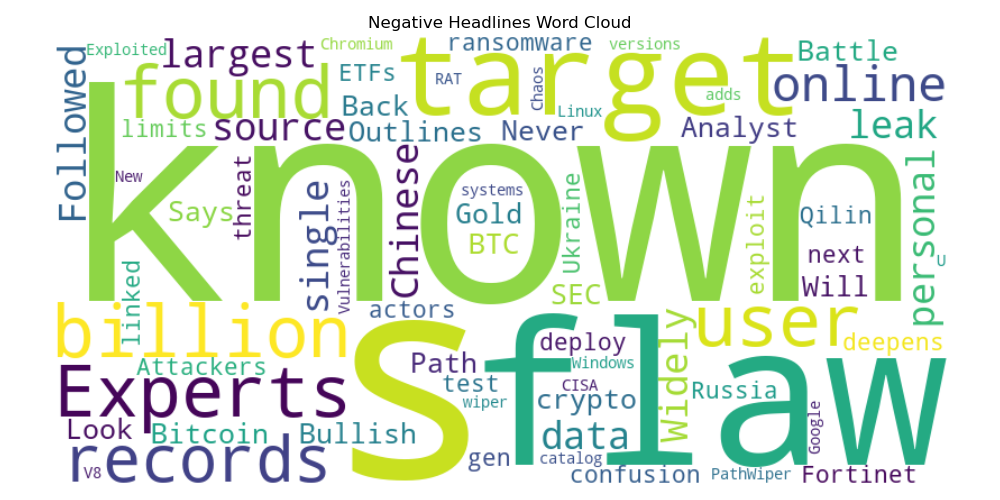 Negative Headlines Word Cloud
Followed
Exploited
largest
Chromium
ransomware
versions
Battle
found
ETFs
RAT
Chaos
target
adds
online
Back
Linux
limits
source
Outlines
Never
Analyst
leak
known
New
Says
threat
single
Vulnerabilities
Chinese
systems
Gold
BTC
Ukraine
SEC
exploit
Qilin
next
Will
personal
U
linked
billion
actors
S
flaw
user
deepens
Attackers
Path
deploy
Windows
Widely
Experts
test
wiper
CISA
crypto
Russia
Google
Look
Bitcoin
Bullish
data
records
V8
gen
catalog
confusion
PathWiper
Fortinet